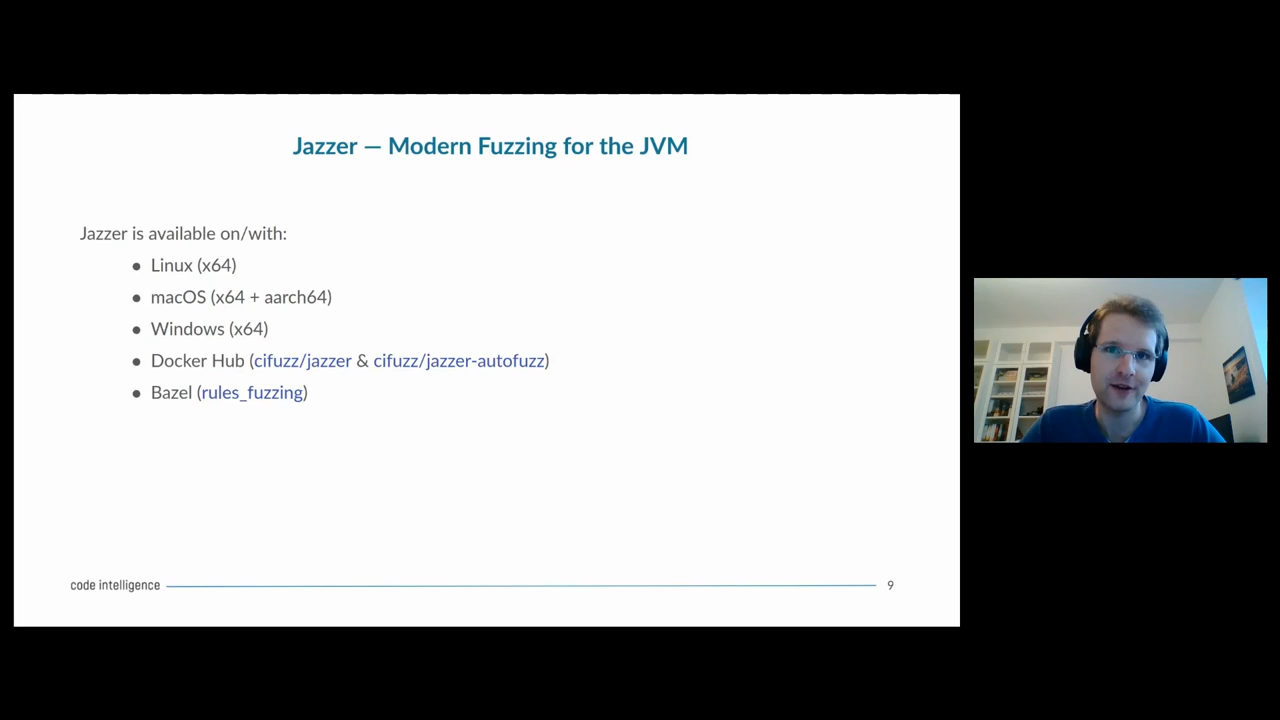 Jazzer — Modern Fuzzing for the JVM
Jazzer is available on/with:
● Linux (x64)
● macOS (x64 + aarch64)
● Windows (x64)
● Docker Hub (cifuzz/jazzer & cifuzz/jazzer-autofuzz)
● Bazel (rules_fuzzing)
code intelligence
9